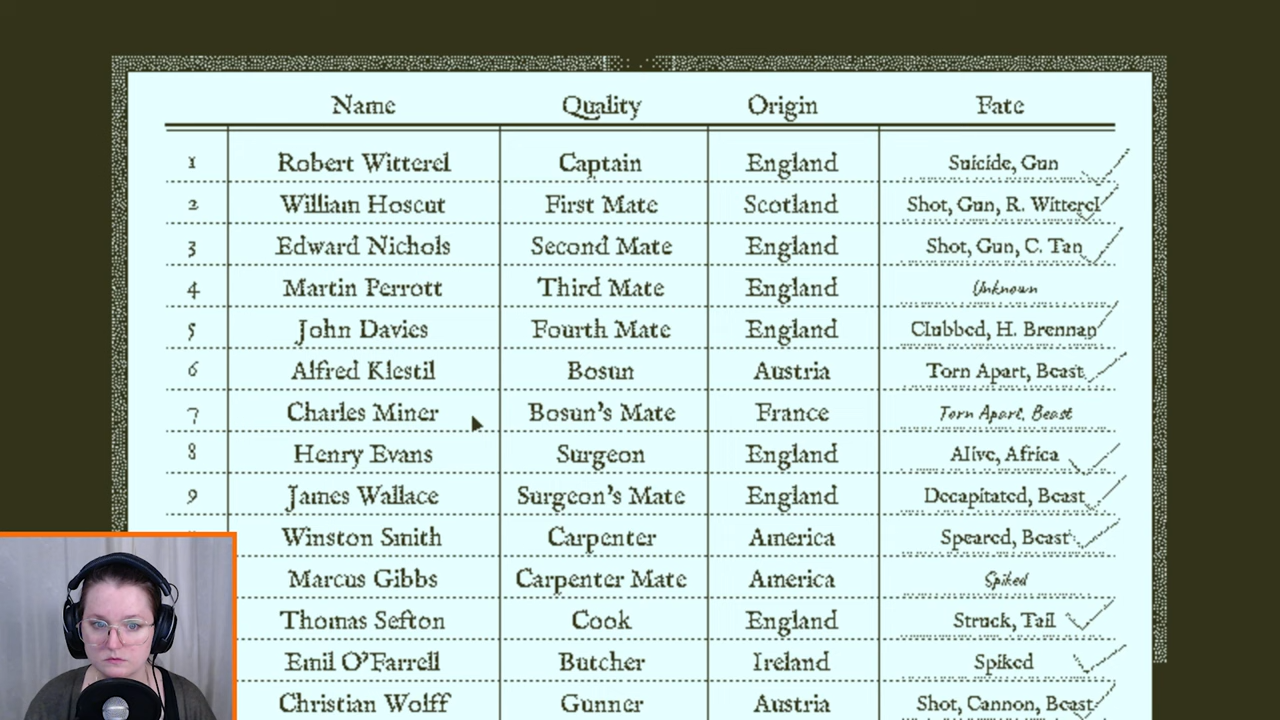 Name Quality Origin Fate
1 Robert Witterel Captain England Suicide, Gun
2 William Hoscut First Mate Scotland Shot, Gun, R. Witterel
3 Edward Nichols Second Mate England Shot, Gun, C. Tan
4 Martin Perrott Third Mate England Unknown
5 John Davies Fourth Mate England Clubbed, H. Brennan
6 Alfred Klestil Bosun Austria Torn Apart, Beast
7 Charles Miner Bosun's Mate France Torn Apart, Beast
8 Henry Evans Surgeon England Alive, Africa
9 James Wallace Surgeon's Mate England Decapitated, Beast
Winston Smith Carpenter America Speared, Beast
Marcus Gibbs Carpenter Mate America Spiked
Thomas Sefton Cook England Struck, Tail
Emil O'Farrell Butcher Ireland Spiked
Christian Wolff Gunner Austria Shot, Cannon, Beast